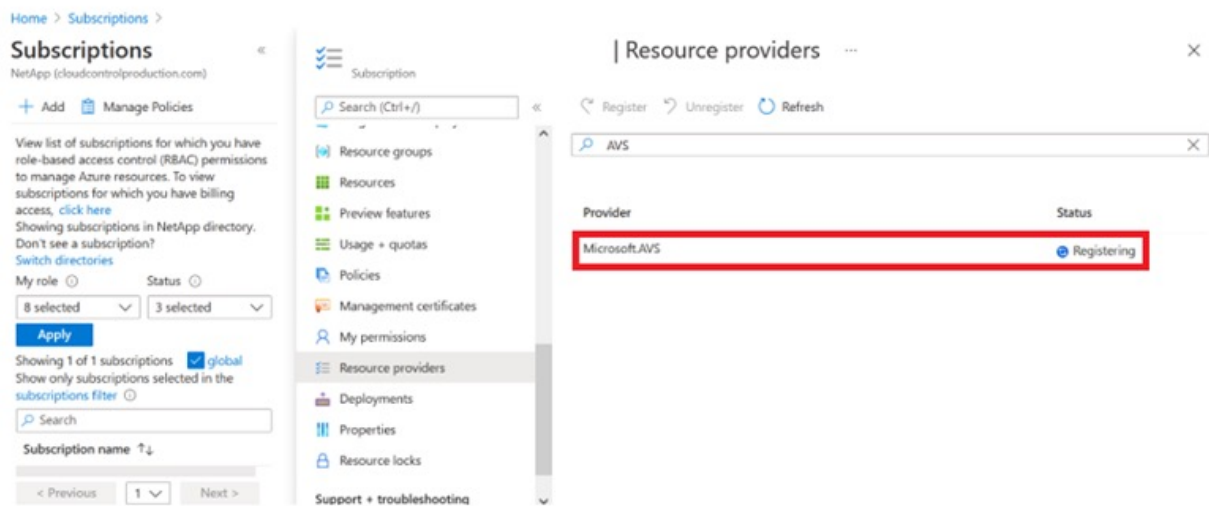 Home > Subscriptions >
Subscriptions
NetApp (cloudcontrolproduction.com)
+ Add Manage Policies
View list of subscriptions for which you have
role-based access control (RBAC) permissions
to manage Azure resources. To view
subscriptions for which you have billing
access, click here
Showing subscriptions in NetApp directory.
Don't see a subscription?
Switch directories
My role Status
8 selected 3 selected
Apply
Showing 1 of 1 subscriptions global
Show only subscriptions selected in the
subscriptions filter
Search
Subscription name ↑↓
< Previous 1 Next >
Subscription
Search (Ctrl+/)
Resource groups
Resources
Preview features
Usage + quotas
Policies
Management certificates
My permissions
Resource providers
Deployments
Properties
Resource locks
Support + troubleshooting
| Resource providers ...
Register Unregister Refresh
AVS
Provider Status
Microsoft.AVS Registering